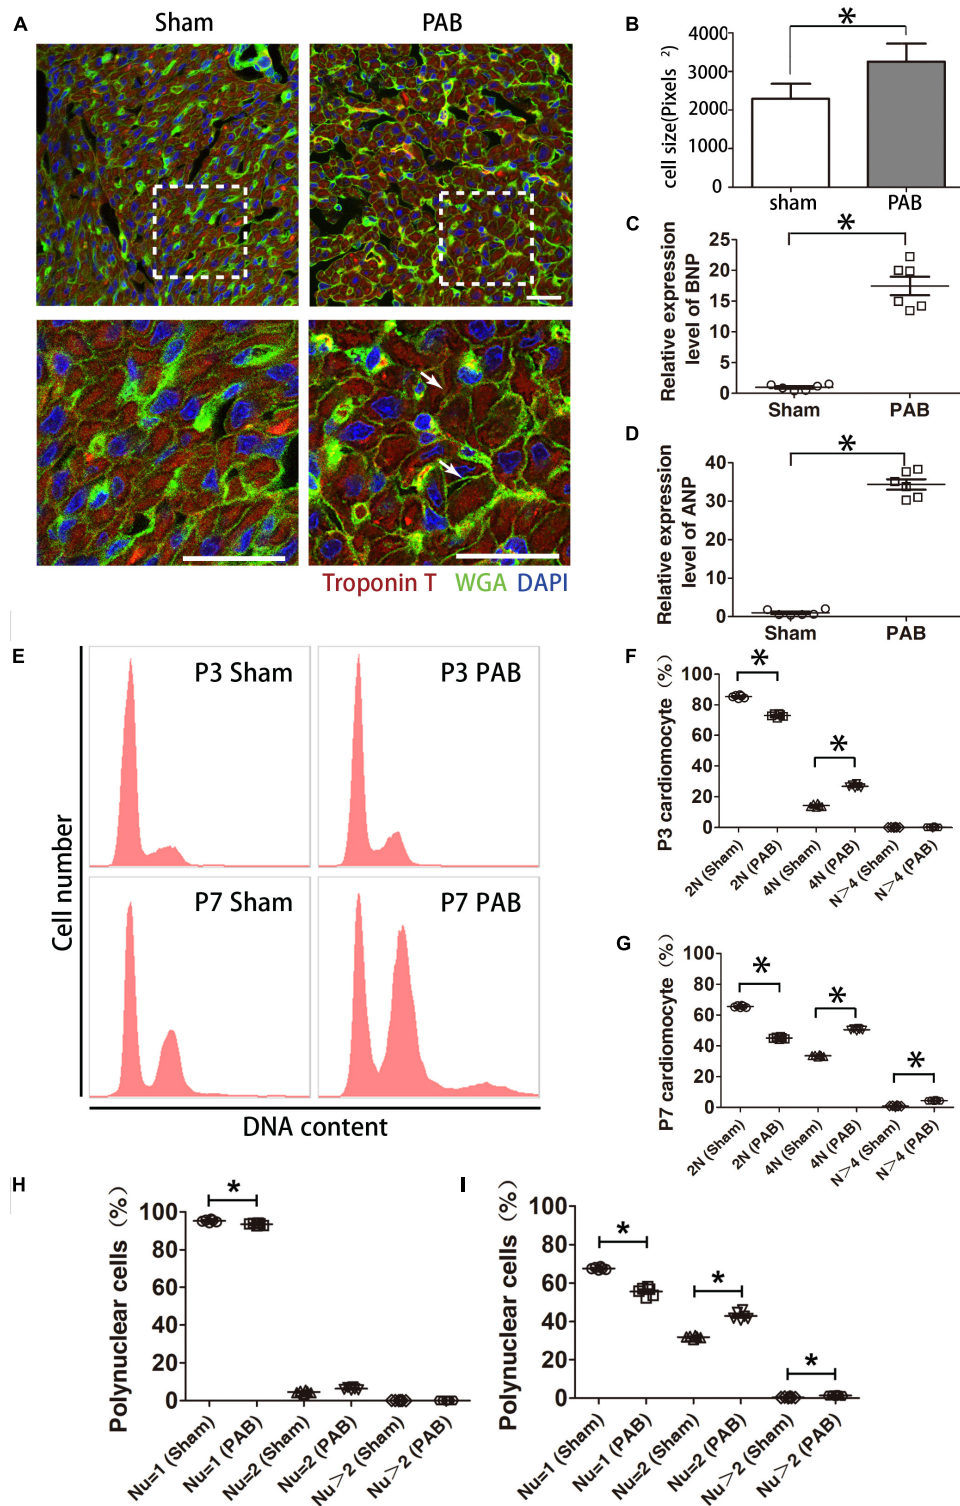 A
Sham
PAB
Troponin T WGA DAPI
B
cell size(Pixels 2)
4000
3000
2000
1000
0
*
sham
PAB
C
Relative expression
level of BNP
25
20
15
10
5
0
*
Sham
PAB
D
Relative expression
level of ANP
40
30
20
10
0
*
Sham
PAB
E
P3 Sham
P3 PAB
P7 Sham
P7 PAB
Cell number
DNA content
F
P3 cardiomyocyte (%)
100
80
60
40
20
0
*
*
2N (Sham)
2N (PAB)
4N (Sham)
4N (PAB)
N>4 (Sham)
N>4 (PAB)
G
P7 cardiomyocyte (%)
100
80
60
40
20
0
*
*
*
2N (Sham)
2N (PAB)
4N (Sham)
4N (PAB)
N>4 (Sham)
N>4 (PAB)
H
Polynuclear cells (%)
100
80
60
40
20
0
*
Nu=1 (Sham)
Nu=1 (PAB)
Nu=2 (Sham)
Nu=2 (PAB)
Nu>2 (Sham)
Nu>2 (PAB)
I
Polynuclear cells (%)
100
80
60
40
20
0
*
*
*
Nu=1 (Sham)
Nu=1 (PAB)
Nu=2 (Sham)
Nu=2 (PAB)
Nu>2 (Sham)
Nu>2 (PAB)